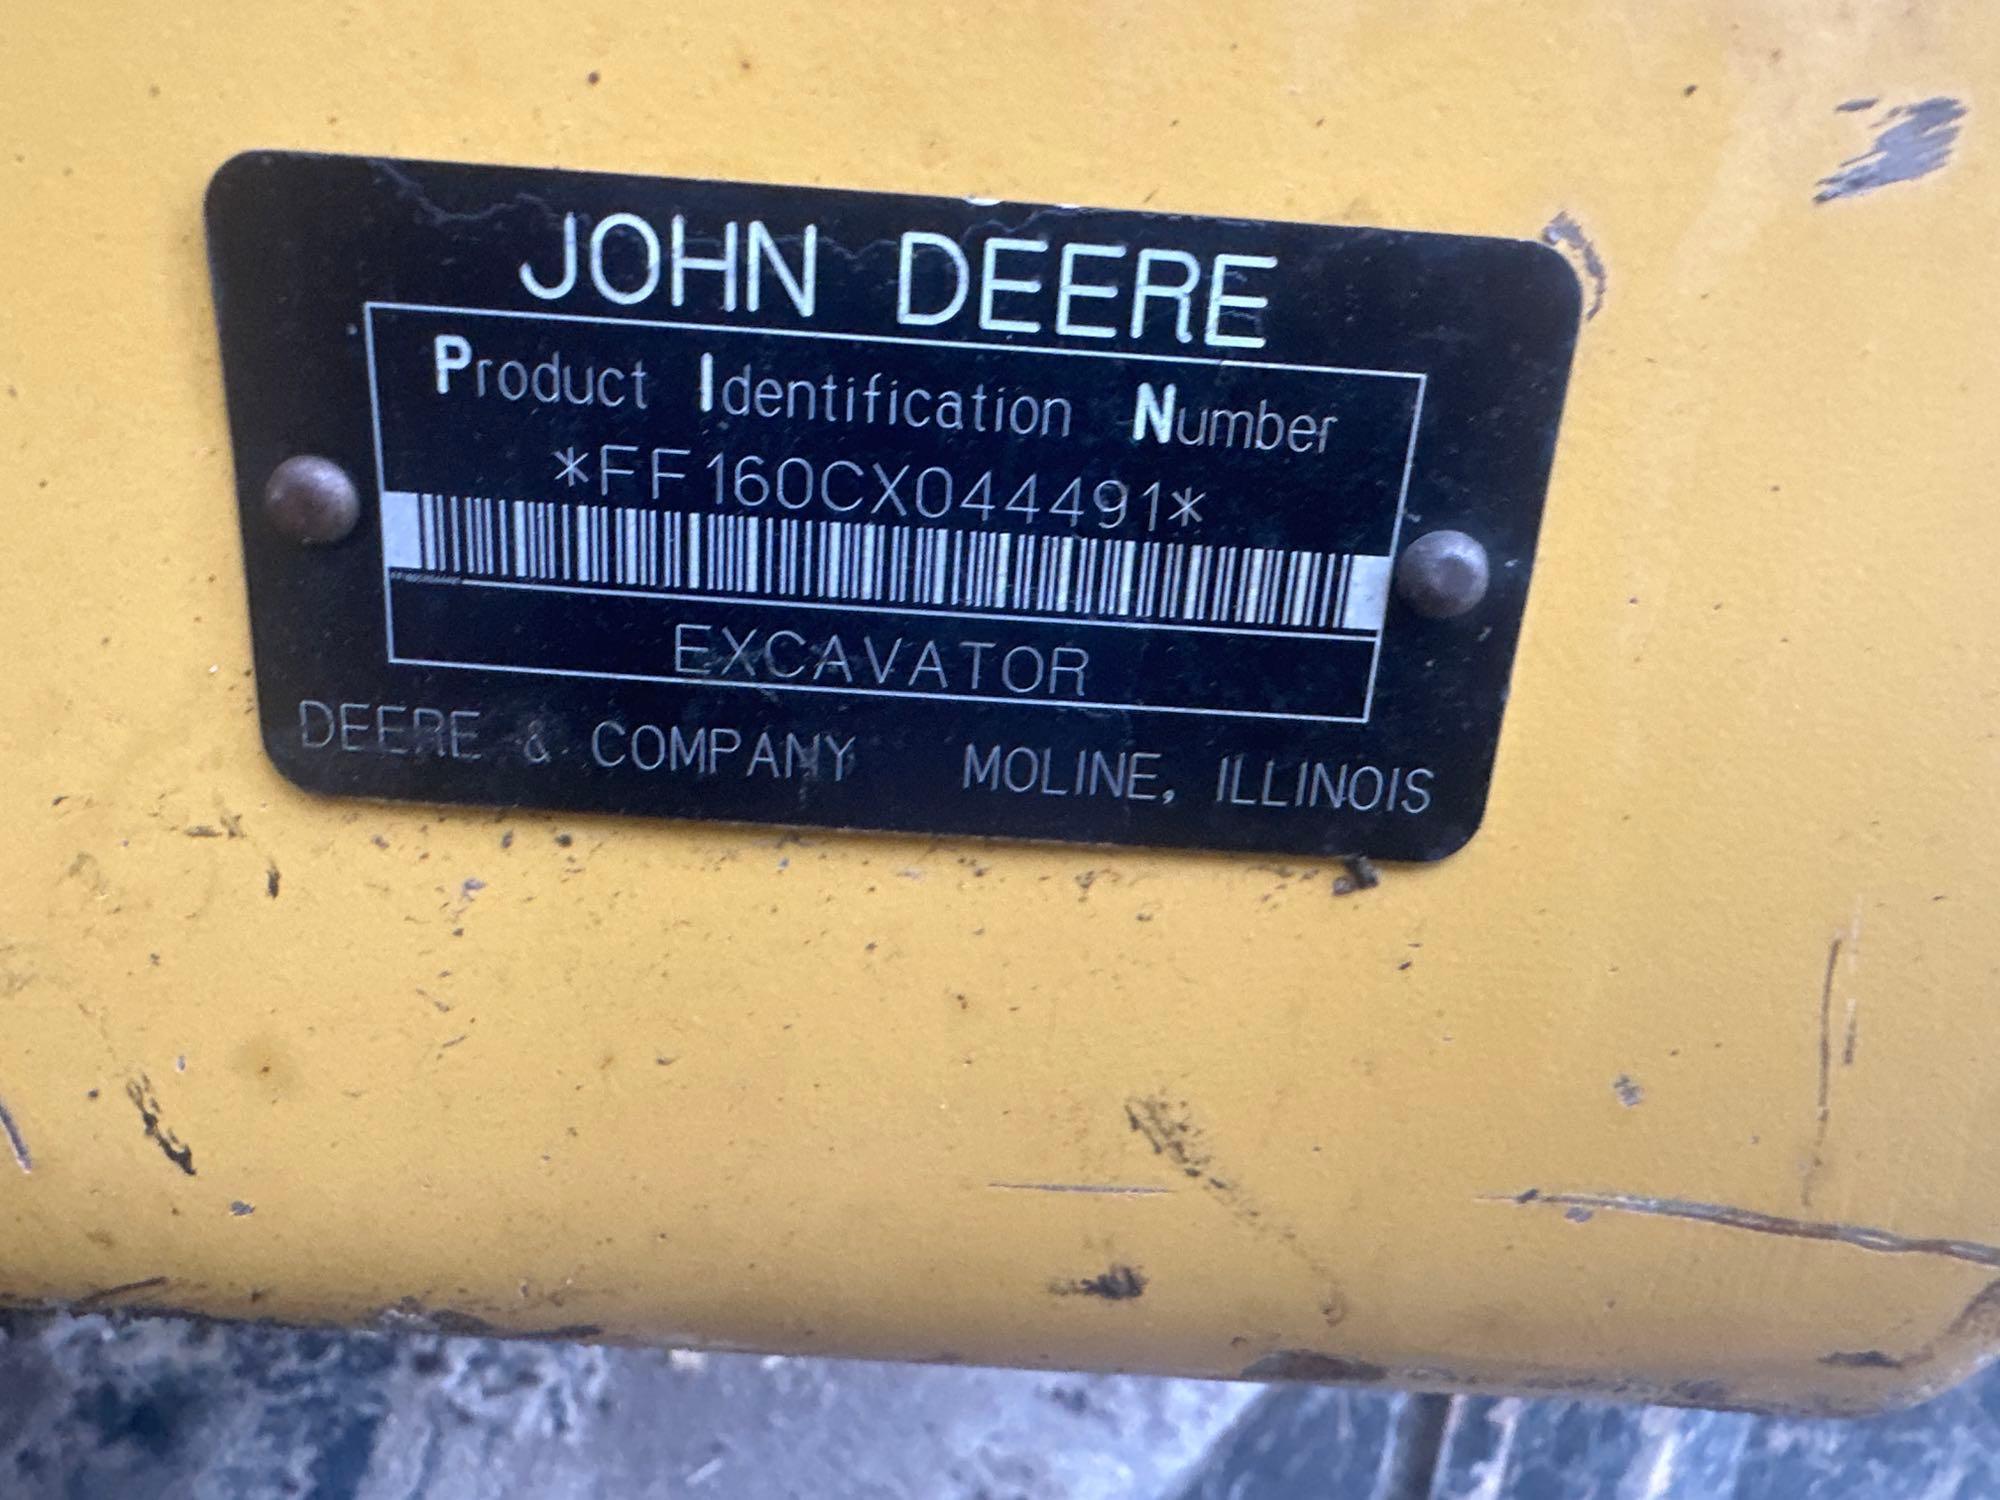 JOHN DEERE
Product Identification Number
*FF160CX044491*
EXCAVATOR
DEERE & COMPANY MOLINE, ILLINOIS